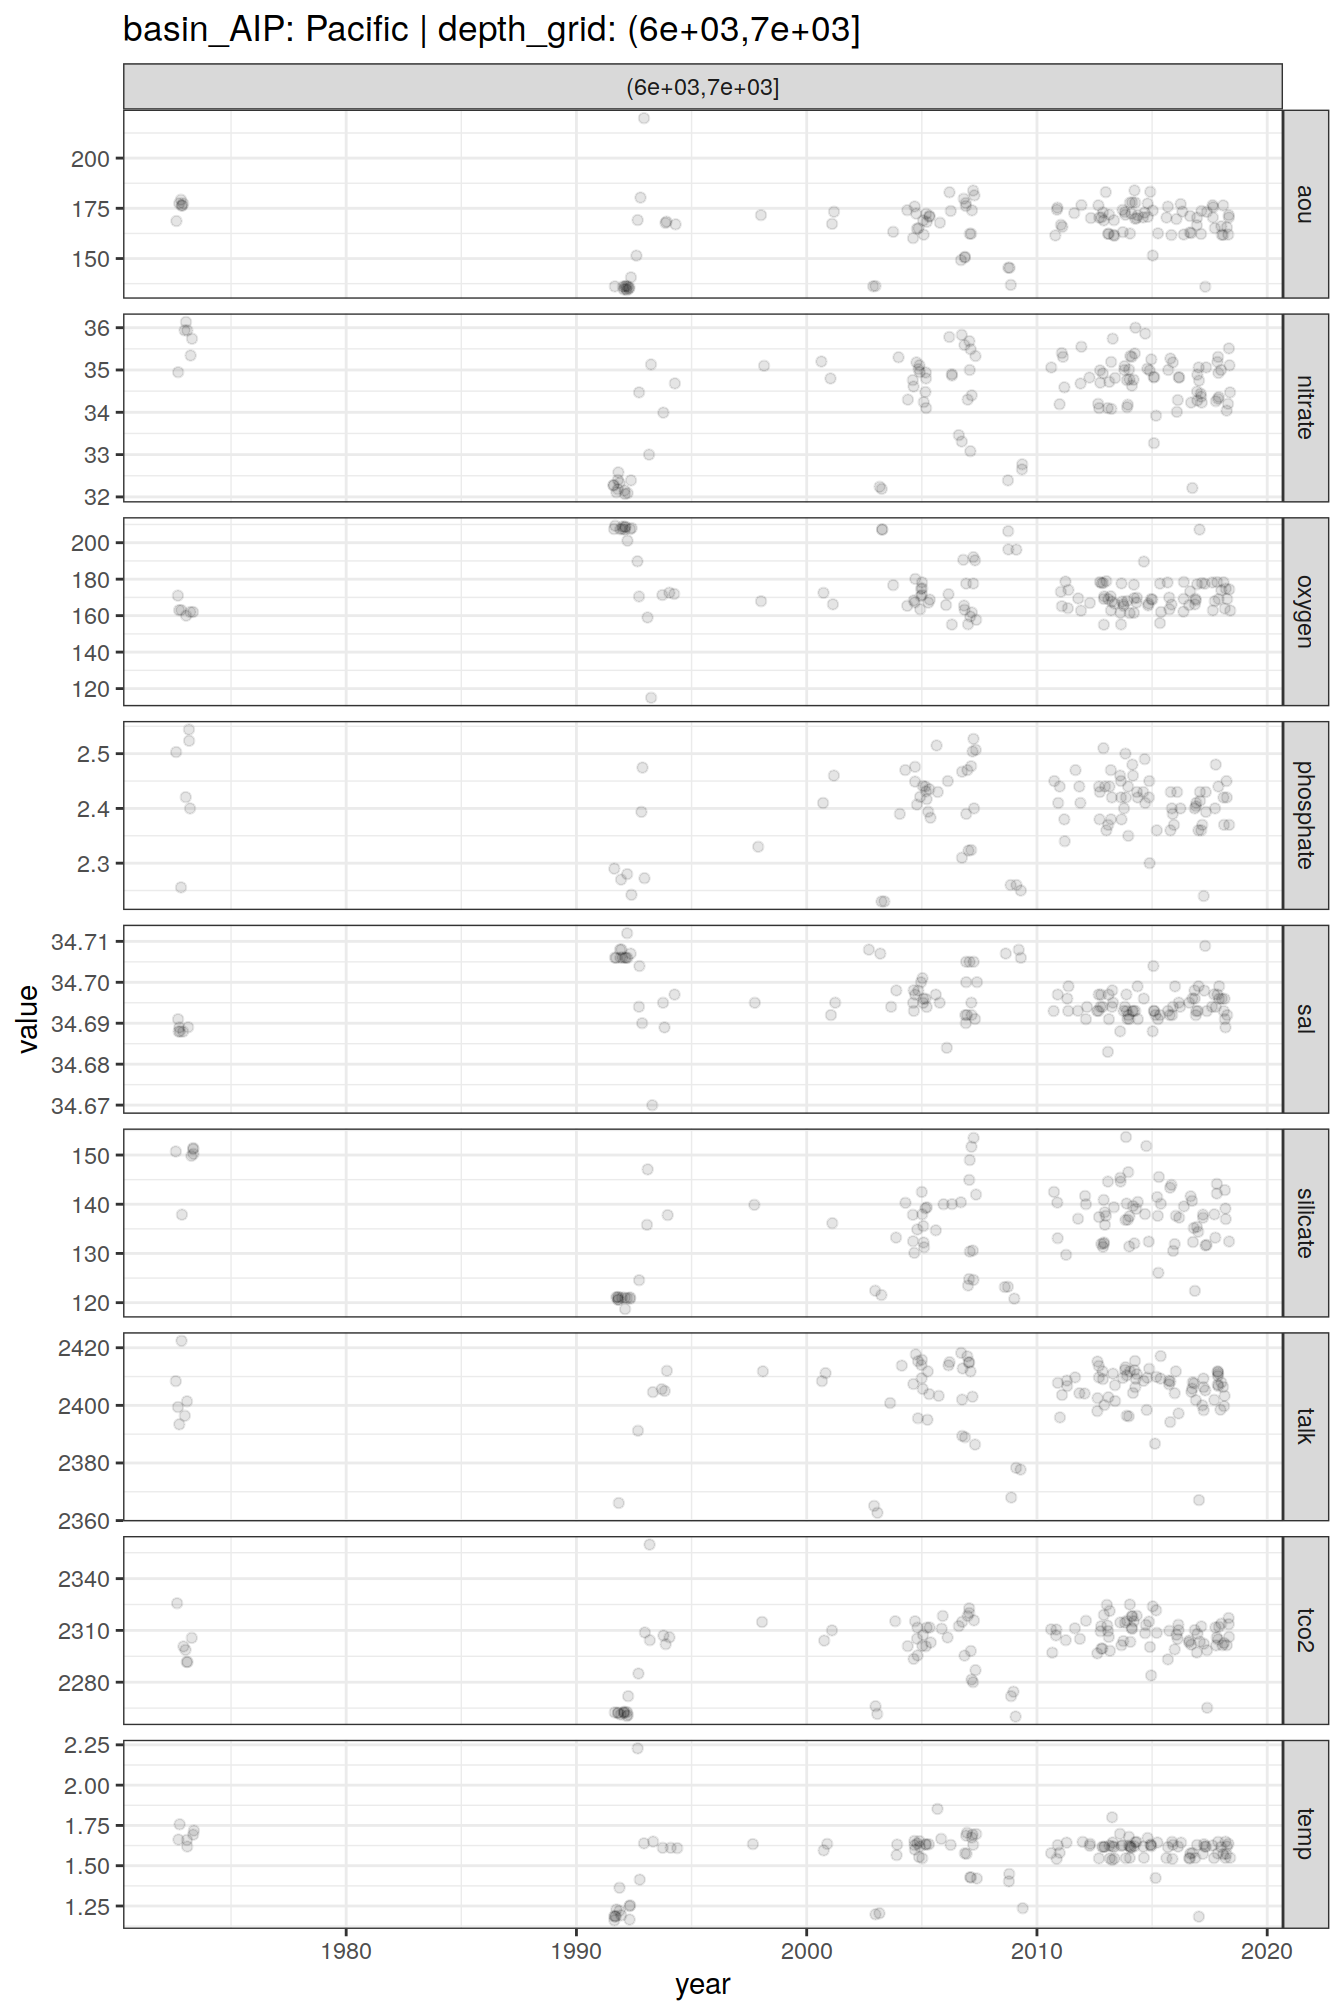 basin_AIP: Pacific | depth_grid: (6e+03,7e+03]
(6e+03,7e+03]
200
175
150
aou
36
35
34
33
32
nitrate
200
180
160
140
120
oxygen
2.5
2.4
2.3
phosphate
34.71
34.70
34.69
34.68
34.67
sal
value
150
140
130
120
silicate
2420
2400
2380
2360
talk
2340
2310
2280
tco2
2.25
2.00
1.75
1.50
1.25
temp
1980 1990 2000 2010 2020
year